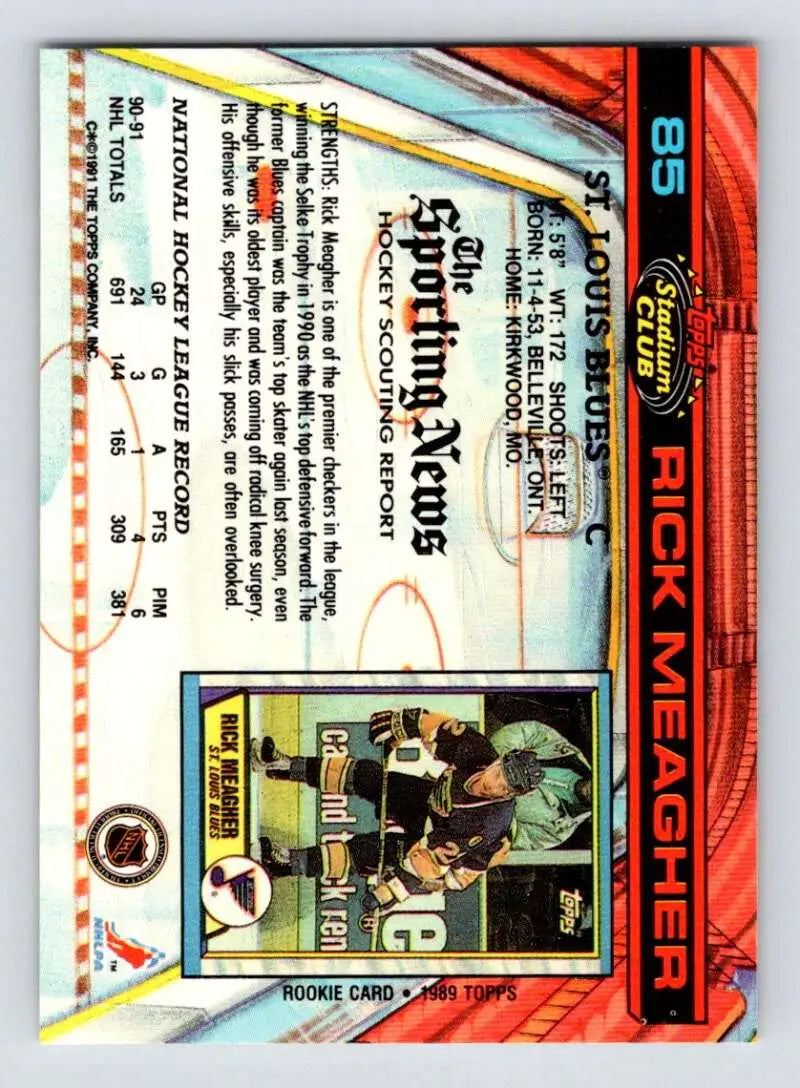 85
Topps
Stadium
CLUB
RICK MEAGHER
ST. LOUIS BLUES® C
HT: 5'8" WT: 172 SHOOTS: LEFT
BORN: 11-4-53, BELLEVILLE, ONT.
HOME: KIRKWOOD, MO.
The
Sporting News
HOCKEY SCOUTING REPORT
STRENGTHS: Rick Meagher is one of the premier checkers in the league,
winning the Selke Trophy in 1990 as the NHL's top defensive forward. The
former Blues captain was the team's top skater again last season, even
though he was its oldest player and was coming off radical knee surgery.
His offensive skills, especially his slick passes, are often overlooked.
NATIONAL HOCKEY LEAGUE RECORD
GP G A PTS PIM
90-91 24 3 1 4 6
NHL TOTALS 691 144 165 309 381
C*©1991 THE TOPPS COMPANY, INC.
topps
RICK MEAGHER
ST. LOUIS BLUES
ROOKIE CARD • 1989 TOPPS
NHL
NHLPA
TM